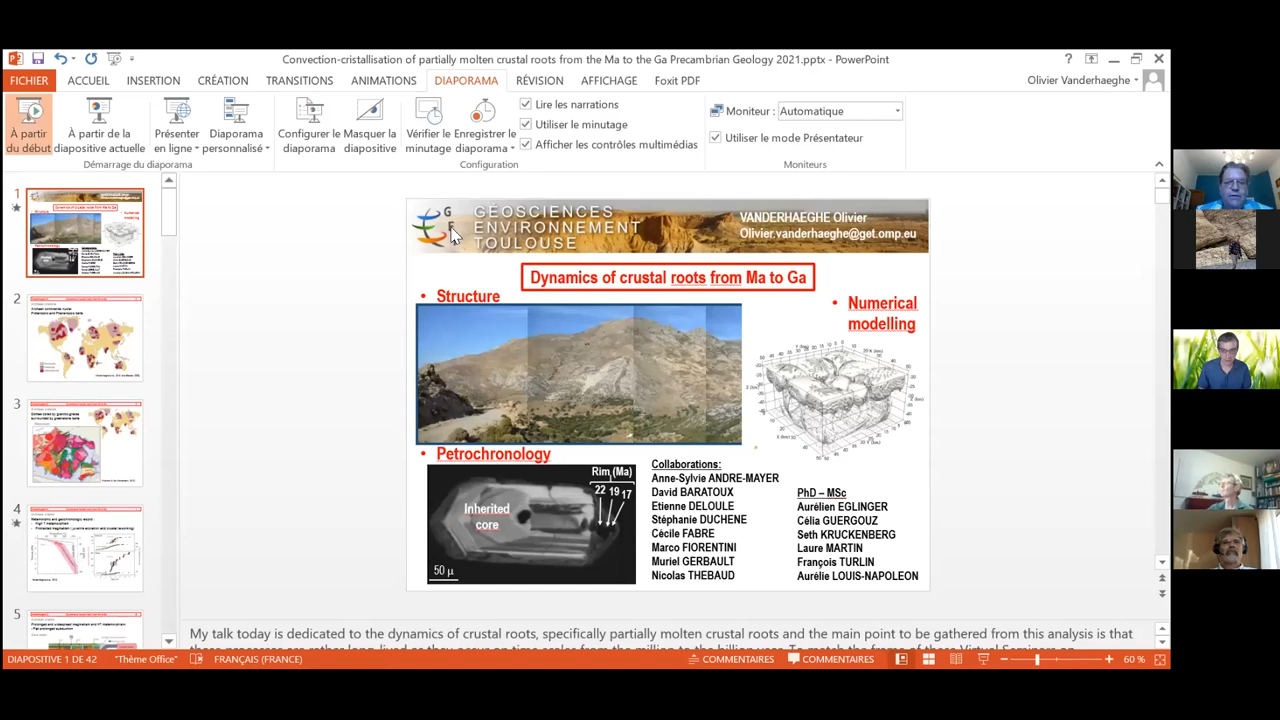 Convection-cristallisation of partially molten crustal roots from the Ma to the Ga Precambrian Geology 2021.pptx - PowerPoint
FICHIER ACCUEIL INSERTION CRÉATION TRANSITIONS ANIMATIONS DIAPORAMA RÉVISION AFFICHAGE Foxit PDF
Olivier Vanderhaeghe
À partir du début
À partir de la diapositive actuelle
Présenter en ligne
Diaporama personnalisé
Démarrage du diaporama
Configurer le diaporama
Masquer la diapositive
Vérifier le minutage
Enregistrer le diaporama
Lire les narrations
Utiliser le minutage
Afficher les contrôles multimédias
Configuration
Moniteur : Automatique
Utiliser le mode Présentateur
Moniteurs
1
2
3
4
5
G
GEOSCIENCES
ENVIRONNEMENT
TOULOUSE
VANDERHAEGHE Olivier
Olivier.vanderhaeghe@get.omp.eu
Dynamics of crustal roots from Ma to Ga
• Structure
• Numerical
modelling
• Petrochronology
Inherited
core
Rim (Ma)
22 19 17
50 µ
Collaborations:
Anne-Sylvie ANDRE-MAYER
David BARATOUX
Etienne DELOULE
Stéphanie DUCHENE
Cécile FABRE
Marco FIORENTINI
Muriel GERBAULT
Nicolas THEBAUD
PhD – MSc
Aurélien EGLINGER
Célia GUERGOUZ
Seth KRUCKENBERG
Laure MARTIN
François TURLIN
Aurélie LOUIS-NAPOLEON
My talk today is dedicated to the dynamics of crustal roots, specifically partially molten crustal roots and the main point to be gathered from this analysis is that
DIAPOSITIVE 1 DE 42 "Thème Office" FRANÇAIS (FRANCE) COMMENTAIRES COMMENTAIRES 60 %